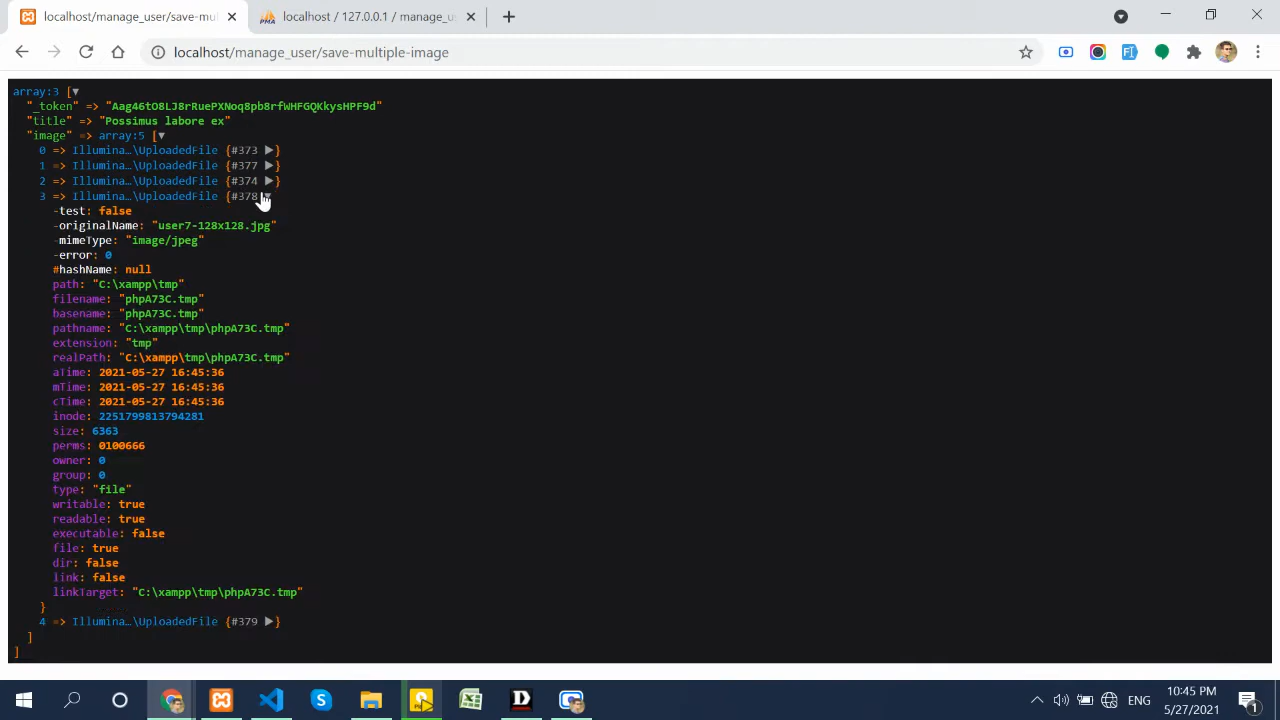 localhost/manage_user/save-mul
localhost / 127.0.0.1 / manage_us
localhost/manage_user/save-multiple-image
array:3 [▼
"_token" => "Aag46tO8LJ8rRuePXNoq8pb8rfWHFGQKkysHPF9d"
"title" => "Possimus labore ex"
"image" => array:5 [▼
0 => Illumina…\UploadedFile {#373 ▶}
1 => Illumina…\UploadedFile {#377 ▶}
2 => Illumina…\UploadedFile {#374 ▶}
3 => Illumina…\UploadedFile {#378 ▼
-test: false
-originalName: "user7-128x128.jpg"
-mimeType: "image/jpeg"
-error: 0
#hashName: null
path: "C:\xampp\tmp"
filename: "phpA73C.tmp"
basename: "phpA73C.tmp"
pathname: "C:\xampp\tmp\phpA73C.tmp"
extension: "tmp"
realPath: "C:\xampp\tmp\phpA73C.tmp"
aTime: 2021-05-27 16:45:36
mTime: 2021-05-27 16:45:36
cTime: 2021-05-27 16:45:36
inode: 2251799813794281
size: 6363
perms: 0100666
owner: 0
group: 0
type: "file"
writable: true
readable: true
executable: false
file: true
dir: false
link: false
linkTarget: "C:\xampp\tmp\phpA73C.tmp"
}
4 => Illumina…\UploadedFile {#379 ▶}
]
]
ENG
10:45 PM
5/27/2021